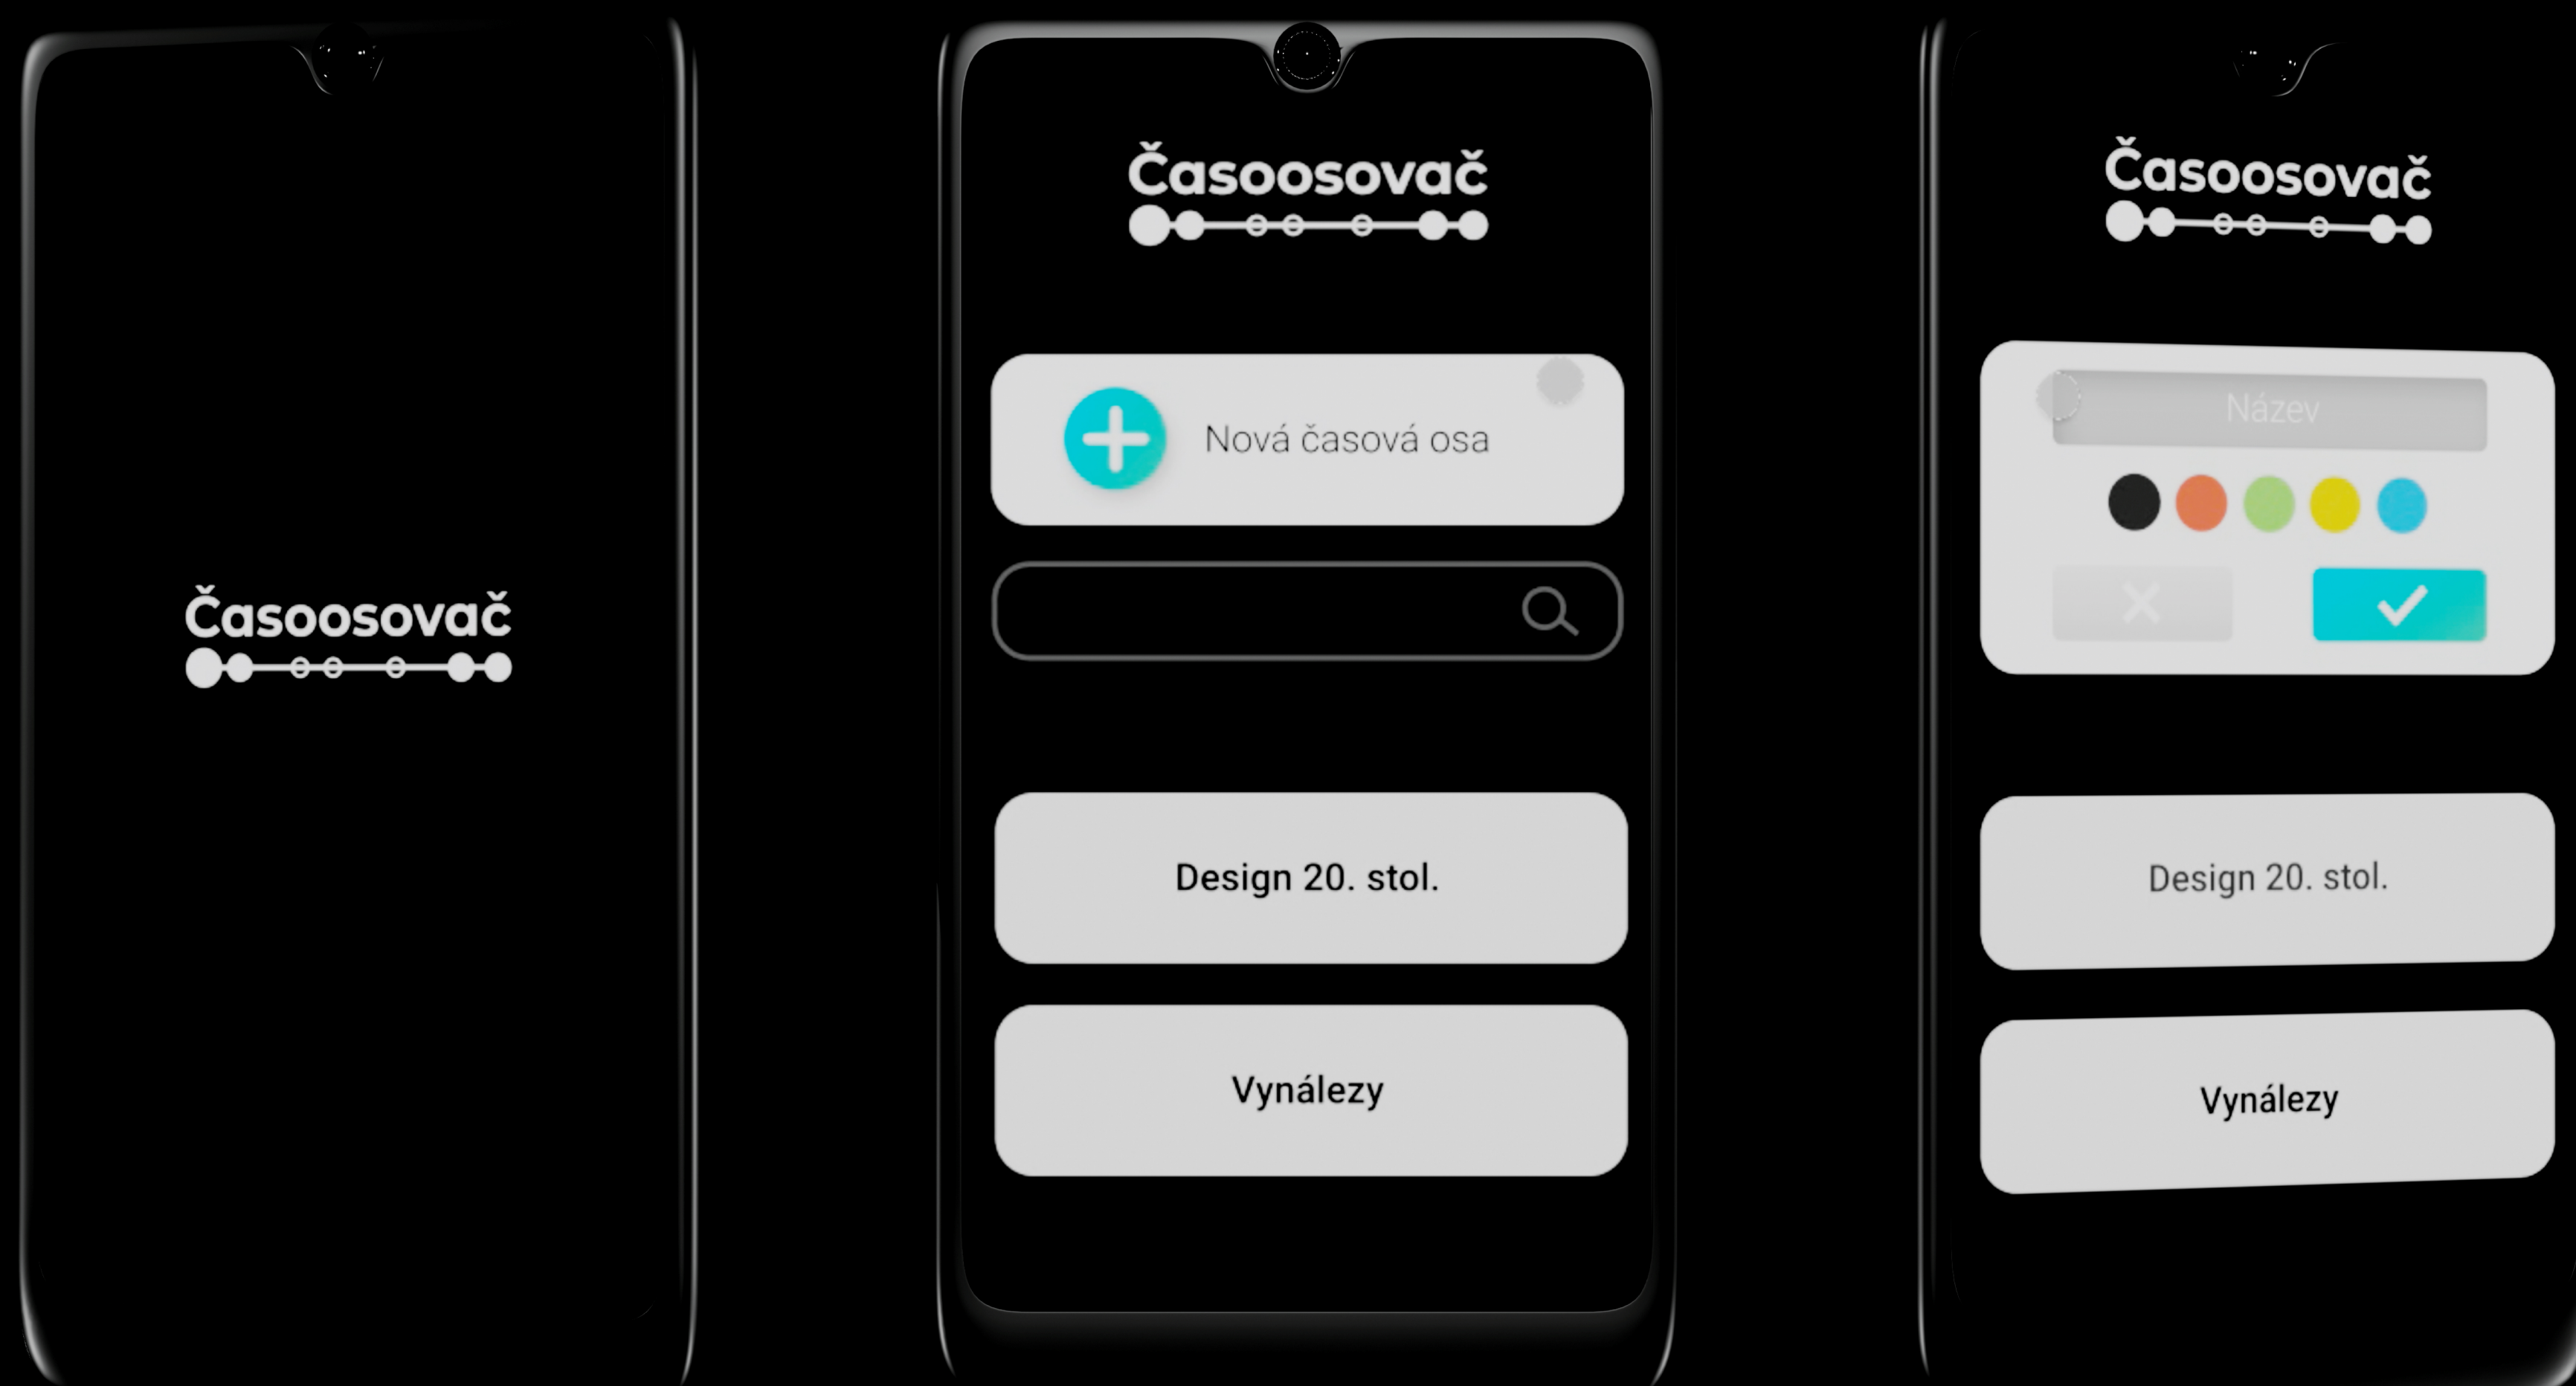 Časoosovač
Časoosovač
Nová časová osa
Design 20. stol.
Vynálezy
Časoosovač
Název
Design 20. stol.
Vynálezy